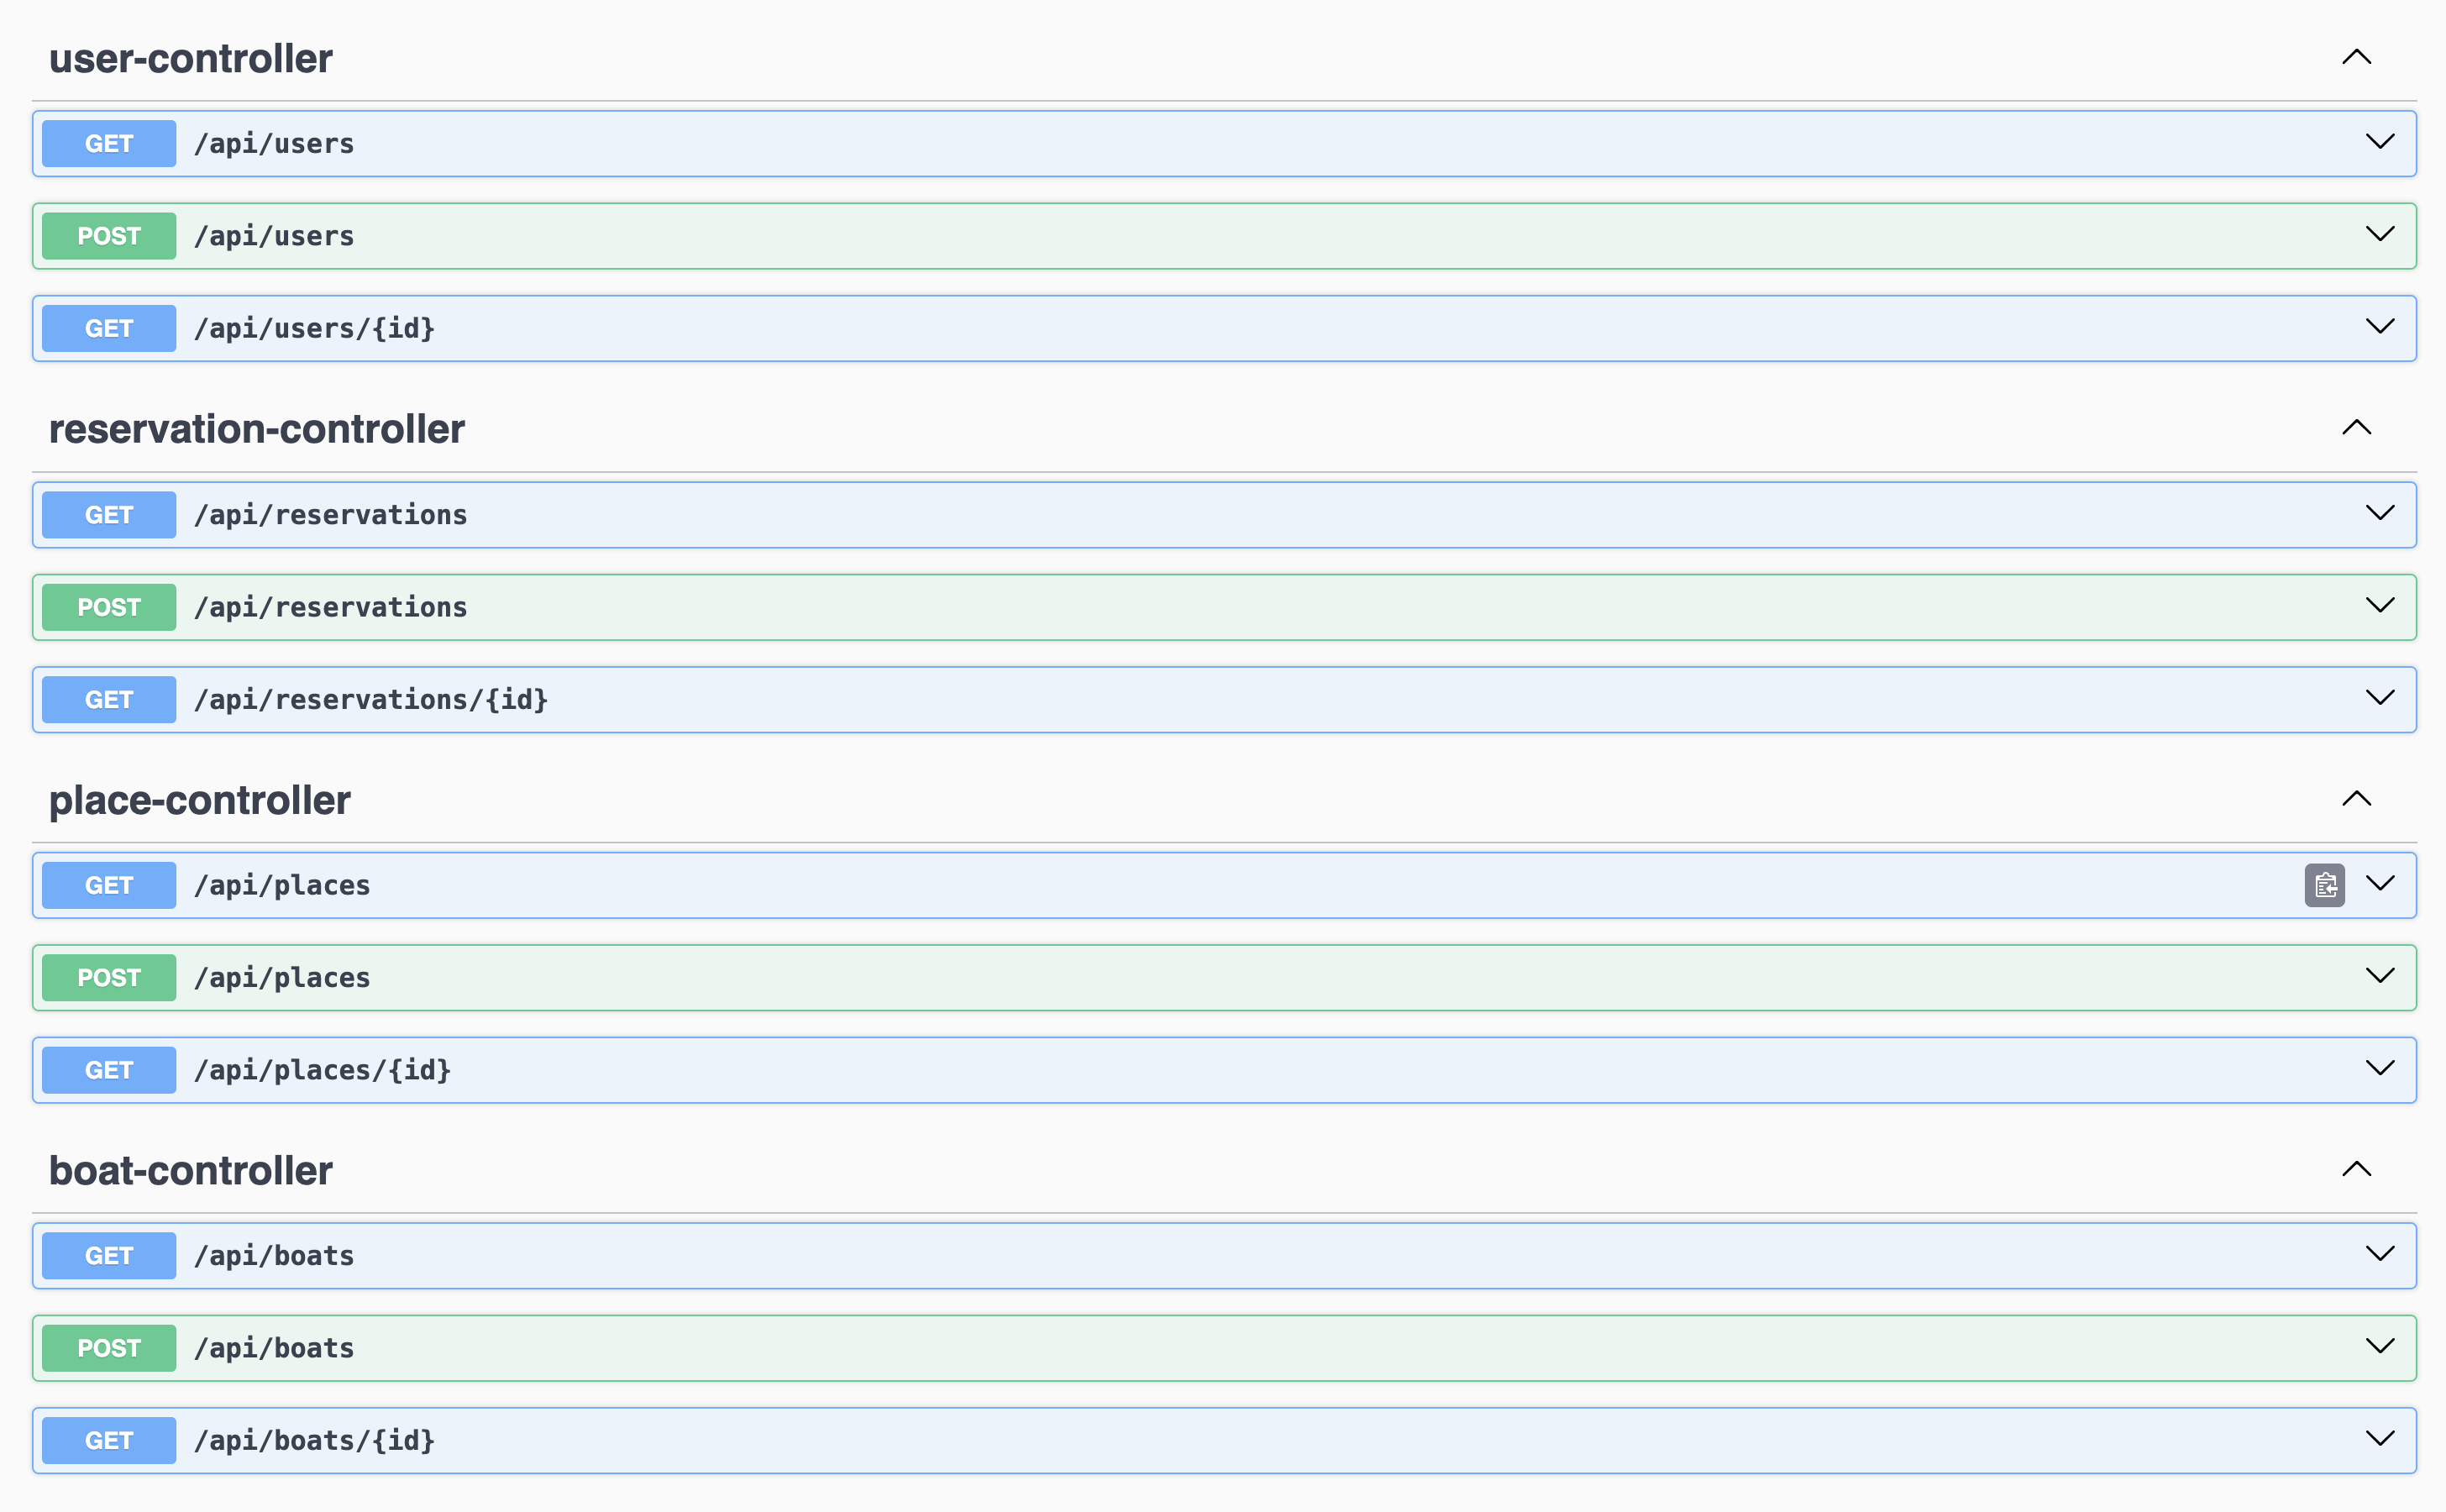 user-controller
GET /api/users
POST /api/users
GET /api/users/{id}
reservation-controller
GET /api/reservations
POST /api/reservations
GET /api/reservations/{id}
place-controller
GET /api/places
POST /api/places
GET /api/places/{id}
boat-controller
GET /api/boats
POST /api/boats
GET /api/boats/{id}